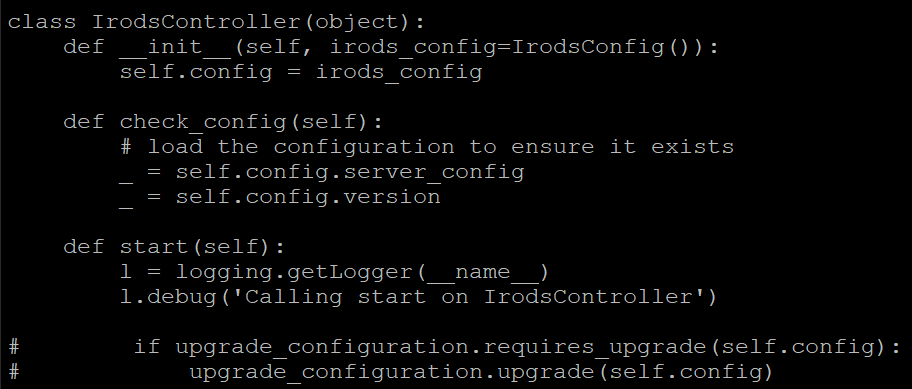 class IrodsController(object):
    def __init__(self, irods_config=IrodsConfig()):
        self.config = irods_config

    def check_config(self):
        # load the configuration to ensure it exists
        _ = self.config.server_config
        _ = self.config.version

    def start(self):
        l = logging.getLogger(__name__)
        l.debug('Calling start on IrodsController')

#        if upgrade_configuration.requires_upgrade(self.config):
#            upgrade_configuration.upgrade(self.config)